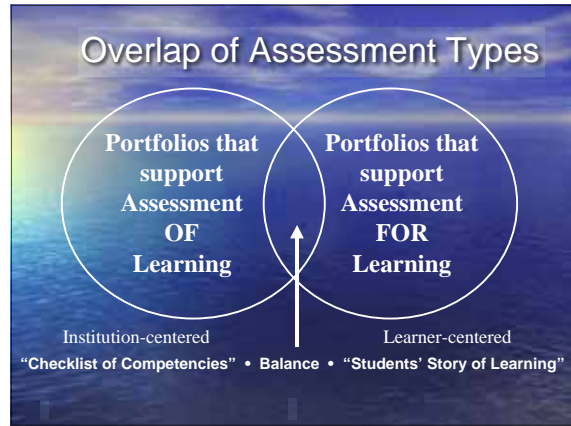 Overlap of Assessment Types
Portfolios that
support
Assessment
OF
Learning
Portfolios that
support
Assessment
FOR
Learning
Institution-centered
Learner-centered
“Checklist of Competencies” • Balance • “Students’ Story of Learning”